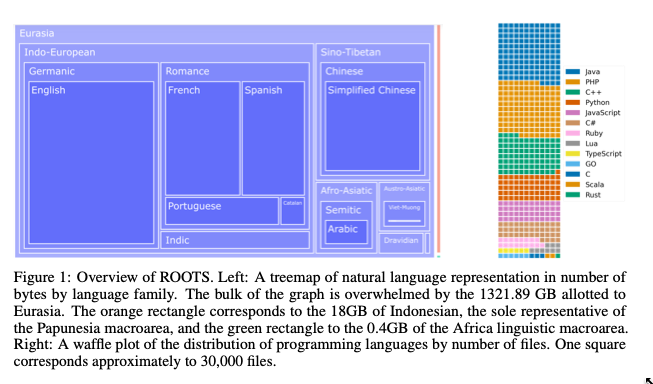 Eurasia
Indo-European
Sino-Tibetan
Germanic
Romance
Chinese
English
French
Spanish
Simplified Chinese
Portuguese
Catalan
Indic
Afro-Asiatic
Austro-Asiatic
Semitic
Viet-Muong
Arabic
Dravidian
Java
PHP
C++
Python
JavaScript
C#
Ruby
Lua
TypeScript
GO
C
Scala
Rust
Figure 1: Overview of ROOTS. Left: A treemap of natural language representation in number of
bytes by language family. The bulk of the graph is overwhelmed by the 1321.89 GB allotted to
Eurasia. The orange rectangle corresponds to the 18GB of Indonesian, the sole representative of
the Papunesia macroarea, and the green rectangle to the 0.4GB of the Africa linguistic macroarea.
Right: A waffle plot of the distribution of programming languages by number of files. One square
corresponds approximately to 30,000 files.